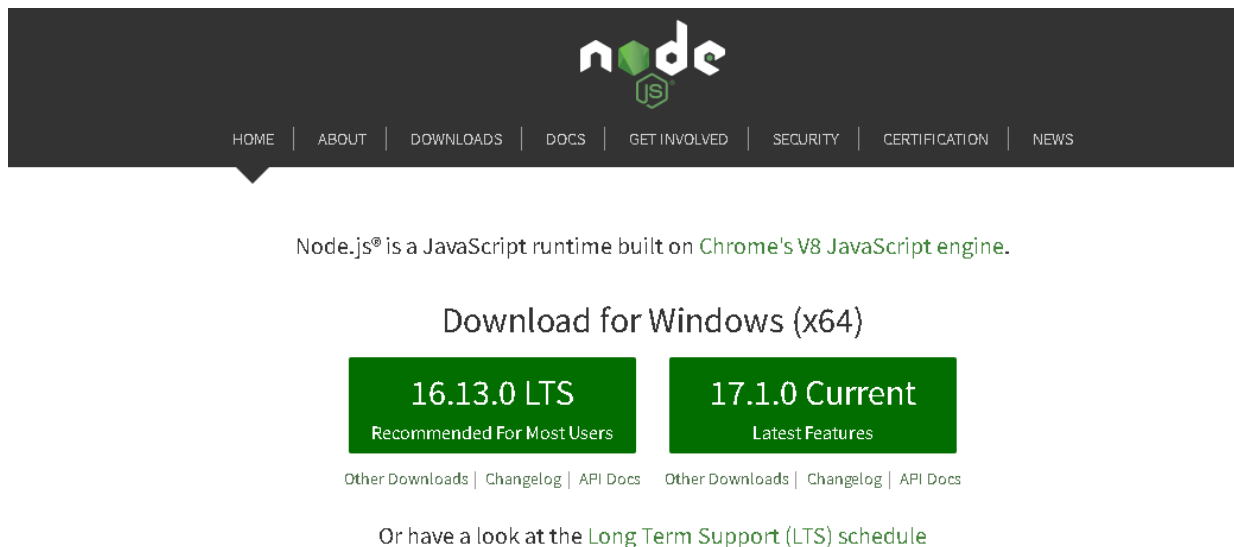 node
JS
HOME | ABOUT | DOWNLOADS | DOCS | GET INVOLVED | SECURITY | CERTIFICATION | NEWS
Node.js® is a JavaScript runtime built on Chrome's V8 JavaScript engine.
Download for Windows (x64)
16.13.0 LTS
Recommended For Most Users
17.1.0 Current
Latest Features
Other Downloads | Changelog | API Docs
Other Downloads | Changelog | API Docs
Or have a look at the Long Term Support (LTS) schedule